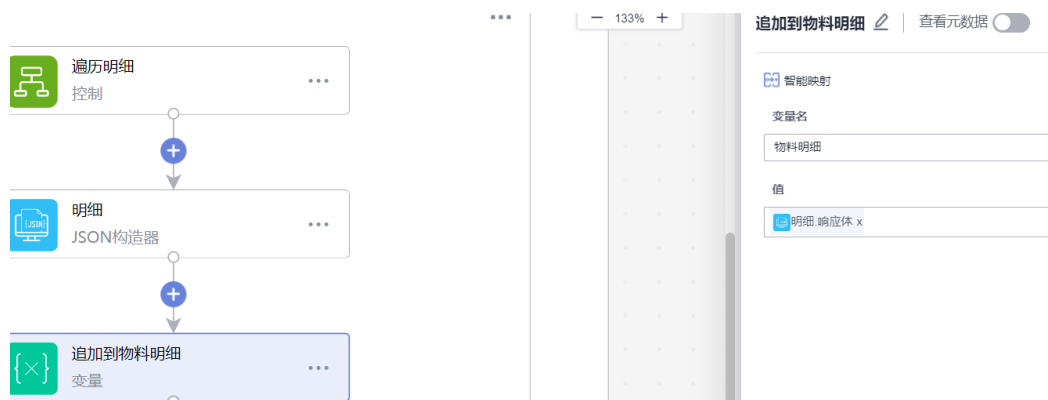 133%
追加到物料明细
查看元数据
遍历明细
控制
智能映射
变量名
物料明细
值
明细
{JSON}
JSON构造器
明细.响应体 x
追加到物料明细
变量